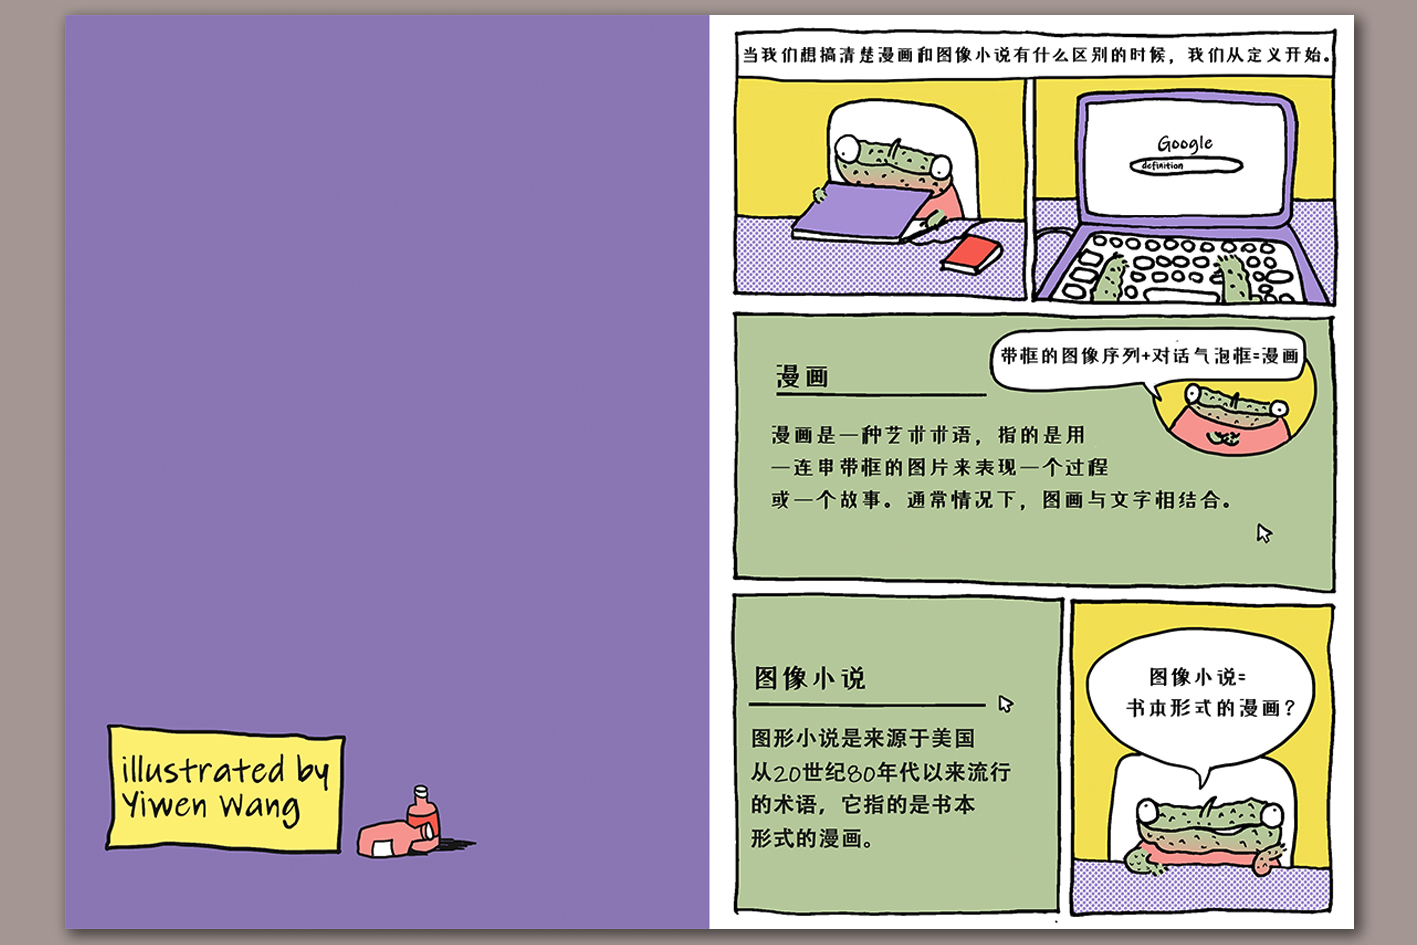 illustrated by
Yiwen Wang
当我们想搞清楚漫画和图像小说有什么区别的时候，我们从定义开始。
Google
definition
带框的图像序列+对话气泡框=漫画
漫画
漫画是一种艺术术语，指的是用
一连串带框的图片来表现一个过程
或一个故事。通常情况下，图画与文字相结合。
图像小说
图形小说是来源于美国
从20世纪80年代以来流行
的术语，它指的是书本
形式的漫画。
图像小说=
书本形式的漫画？